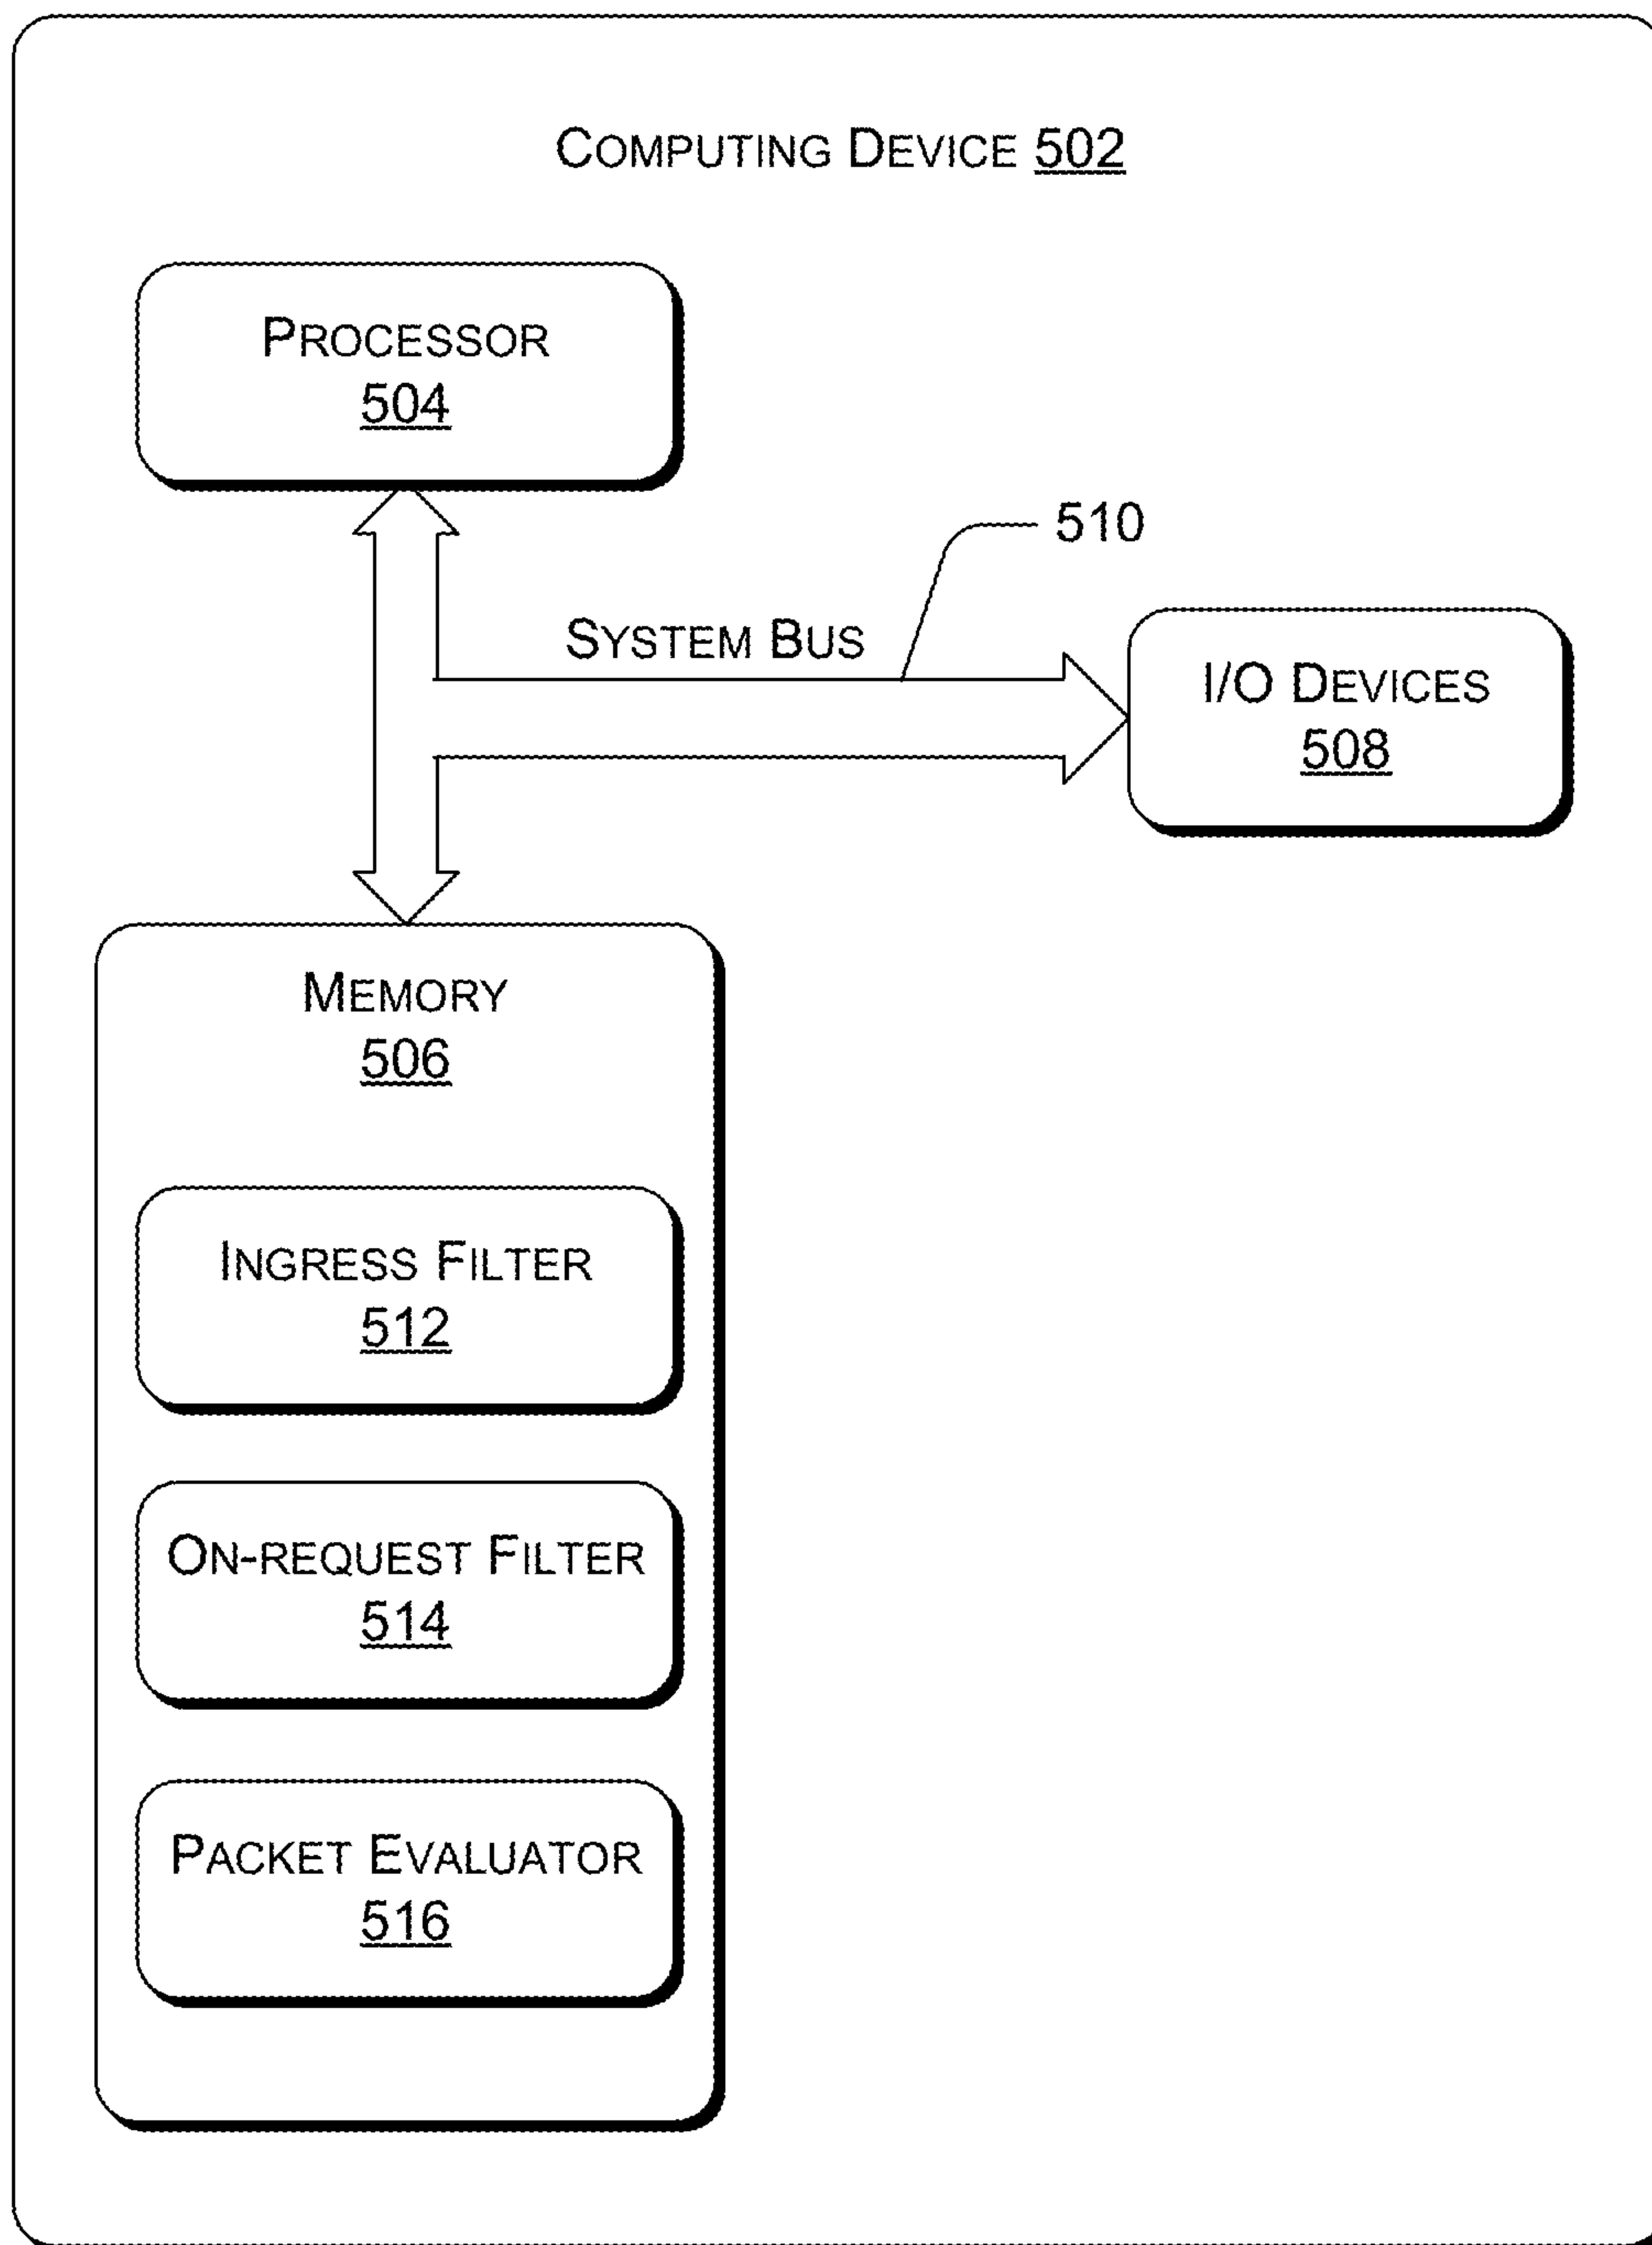 COMPUTING DEVICE 502
PROCESSOR
504
510
SYSTEM BUS
I/O DEVICES
508
MEMORY
506
INGRESS FILTER
512
ON-REQUEST FILTER
514
PACKET EVALUATOR
516